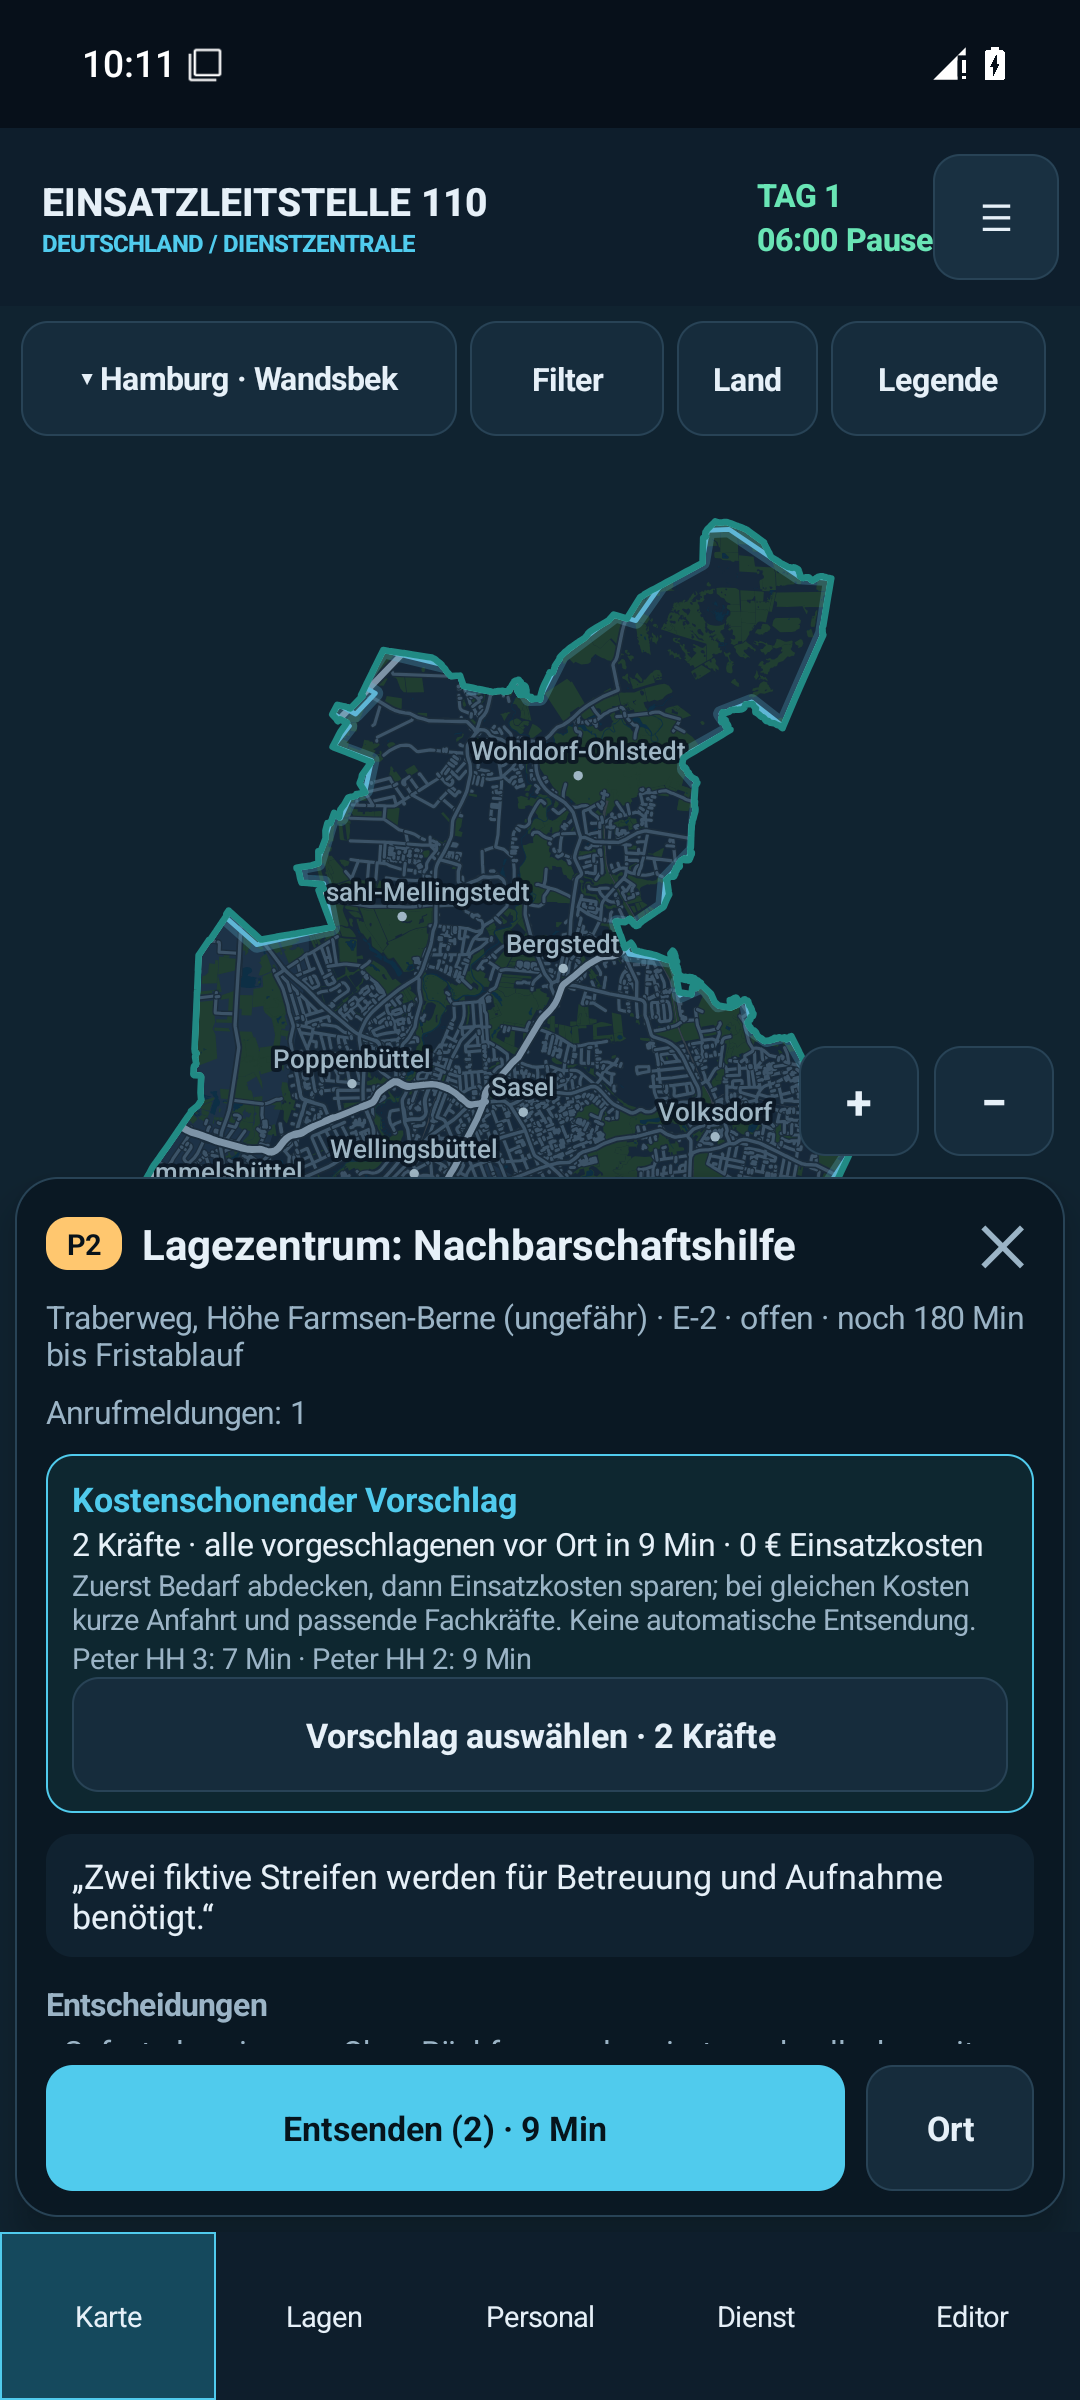 10:11
EINSATZLEITSTELLE 110
DEUTSCHLAND / DIENSTZENTRALE
TAG 1
06:00 Pause
▾ Hamburg · Wandsbek
Filter
Land
Legende
Wohldorf-Ohlstedt
sahl-Mellingstedt
Bergstedt
Poppenbüttel
Sasel
Volksdorf
Wellingsbüttel
mmelsbüttel
+
−
P2
Lagezentrum: Nachbarschaftshilfe
Traberweg, Höhe Farmsen-Berne (ungefähr) · E-2 · offen · noch 180 Min
bis Fristablauf
Anrufmeldungen: 1
Kostenschonender Vorschlag
2 Kräfte · alle vorgeschlagenen vor Ort in 9 Min · 0 € Einsatzkosten
Zuerst Bedarf abdecken, dann Einsatzkosten sparen; bei gleichen Kosten
kurze Anfahrt und passende Fachkräfte. Keine automatische Entsendung.
Peter HH 3: 7 Min · Peter HH 2: 9 Min
Vorschlag auswählen · 2 Kräfte
„Zwei fiktive Streifen werden für Betreuung und Aufnahme
benötigt.“
Entscheidungen
Entsenden (2) · 9 Min
Ort
Karte
Lagen
Personal
Dienst
Editor